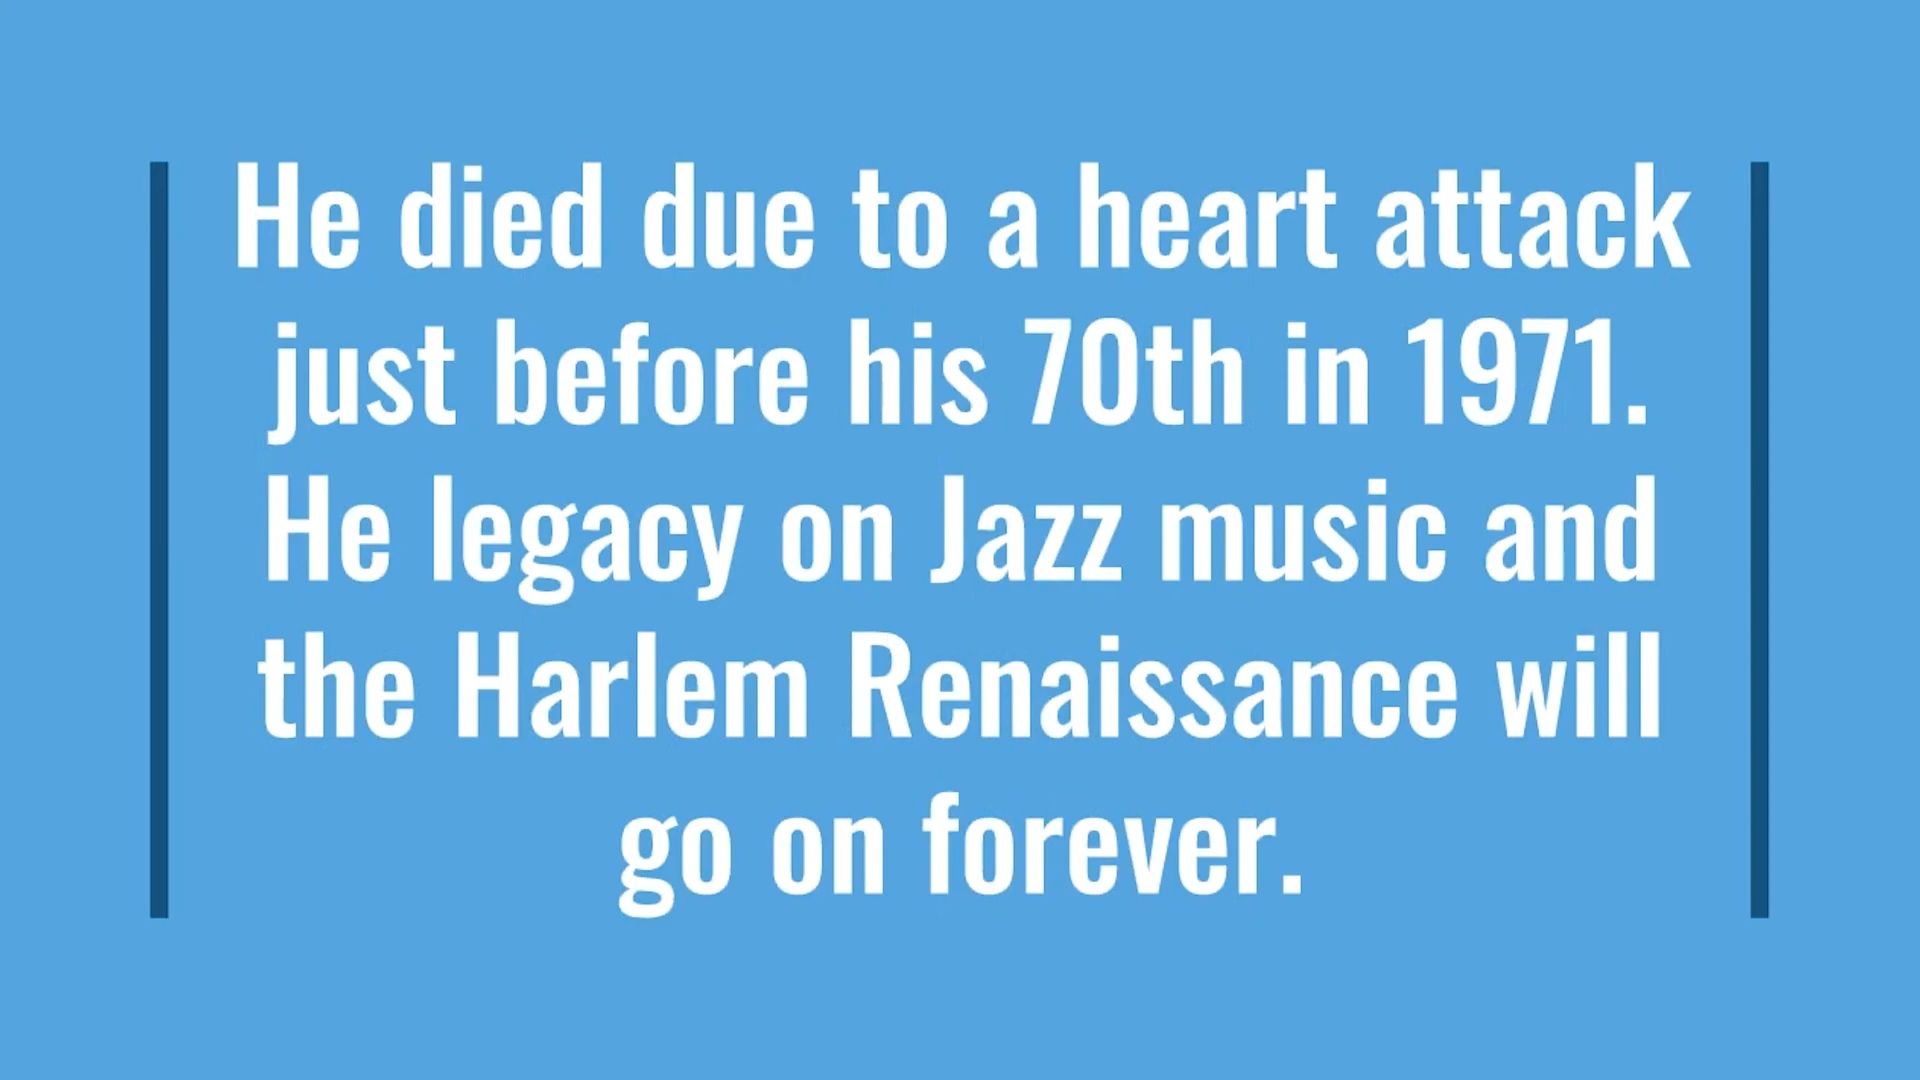 He died due to a heart attack
just before his 70th in 1971.
He legacy on Jazz music and
the Harlem Renaissance will
go on forever.